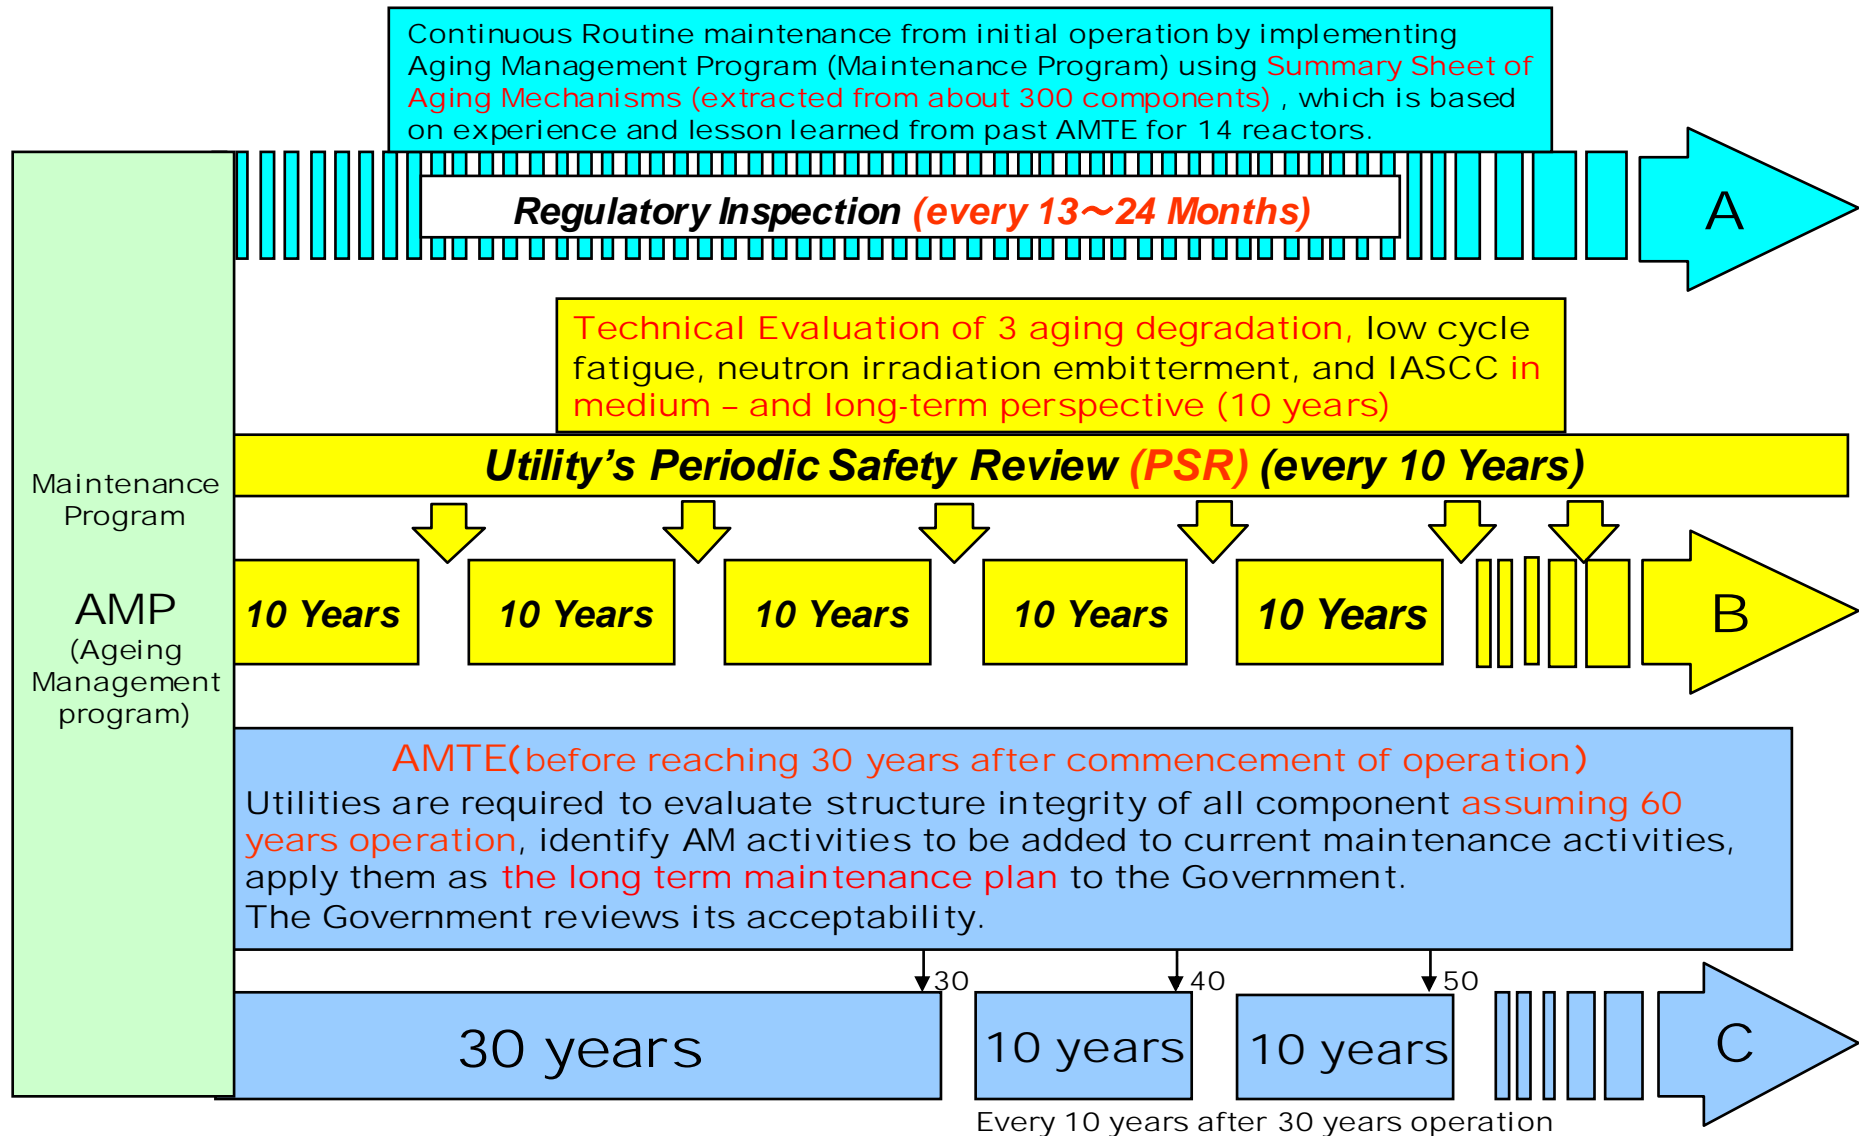 Continuous Routine maintenance from initial operation by implementing
Aging Management Program (Maintenance Program) using Summary Sheet of
Aging Mechanisms (extracted from about 300 components) , which is based
on experience and lesson learned from past AMTE for 14 reactors.
Regulatory Inspection (every 13～24 Months)
A
Technical Evaluation of 3 aging degradation, low cycle
fatigue, neutron irradiation embitterment, and IASCC in
medium – and long-term perspective (10 years)
Utility’s Periodic Safety Review (PSR) (every 10 Years)
Maintenance
Program
AMP
(Ageing
Management
program)
10 Years
10 Years
10 Years
10 Years
10 Years
B
AMTE(before reaching 30 years after commencement of operation)
Utilities are required to evaluate structure integrity of all component assuming 60
years operation, identify AM activities to be added to current maintenance activities,
apply them as the long term maintenance plan to the Government.
The Government reviews its acceptability.
30
40
50
30 years
10 years
10 years
C
Every 10 years after 30 years operation